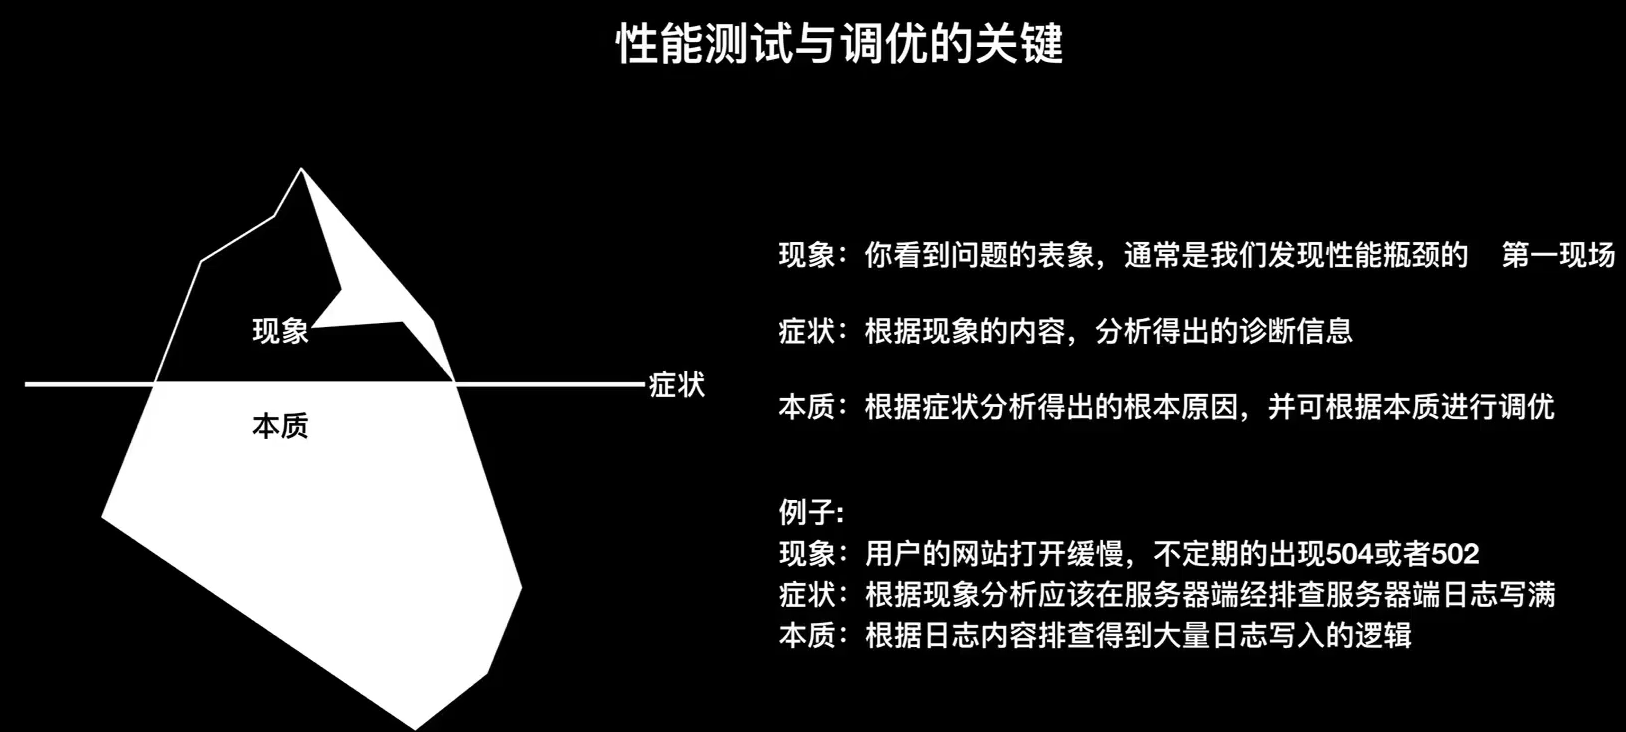 性能测试与调优的关键
现象
症状
本质
现象：你看到问题的表象，通常是我们发现性能瓶颈的 第一现场
症状：根据现象的内容，分析得出的诊断信息
本质：根据症状分析得出的根本原因，并可根据本质进行调优
例子:
现象：用户的网站打开缓慢，不定期的出现504或者502
症状：根据现象分析应该在服务器端经排查服务器端日志写满
本质：根据日志内容排查得到大量日志写入的逻辑